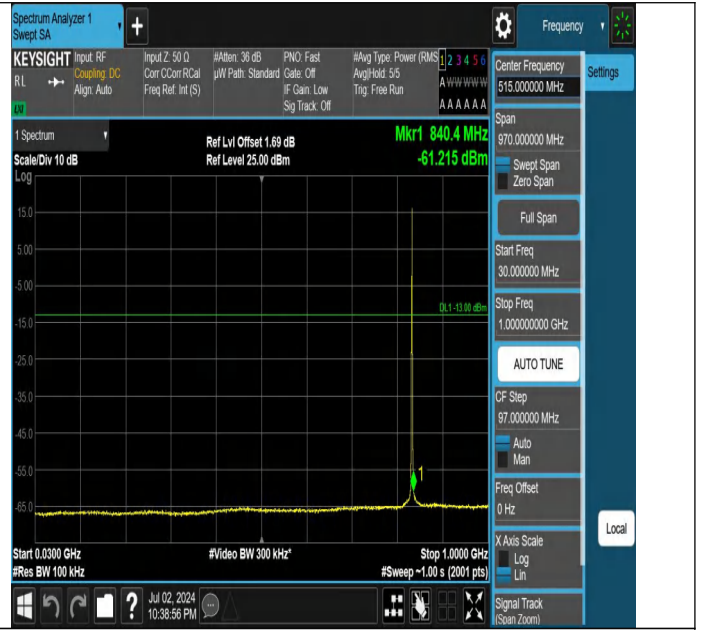 Spectrum Analyzer 1
Swept SA
+
Frequency
KEYSIGHT
RL
LXI
Input: RF
Coupling: DC
Align: Auto
Input Z: 50 Ω
Corr CCorr RCal
Freq Ref: Int (S)
#Atten: 36 dB
µW Path: Standard
PNO: Fast
Gate: Off
IF Gain: Low
Sig Track: Off
#Avg Type: Power (RMS
Avg|Hold: 5/5
Trig: Free Run
1 2 3 4 5 6
A W W W W W
A A A A A A
1 Spectrum
Scale/Div 10 dB
Ref Lvl Offset 1.69 dB
Ref Level 25.00 dBm
Mkr1 840.4 MHz
-61.215 dBm
Log
15.0
5.00
-5.00
DL1 -13.00 dBm
-15.0
-25.0
-35.0
-45.0
-55.0
1
-65.0
Start 0.0300 GHz
#Res BW 100 kHz
#Video BW 300 kHz*
Stop 1.0000 GHz
#Sweep ~1.00 s (2001 pts)
Center Frequency
515.000000 MHz
Settings
Span
970.000000 MHz
Swept Span
Zero Span
Full Span
Start Freq
30.000000 MHz
Stop Freq
1.000000000 GHz
AUTO TUNE
CF Step
97.000000 MHz
Auto
Man
Freq Offset
0 Hz
X Axis Scale
Log
Lin
Local
Signal Track
(Span Zoom)
?
Jul 02, 2024
10:38:56 PM